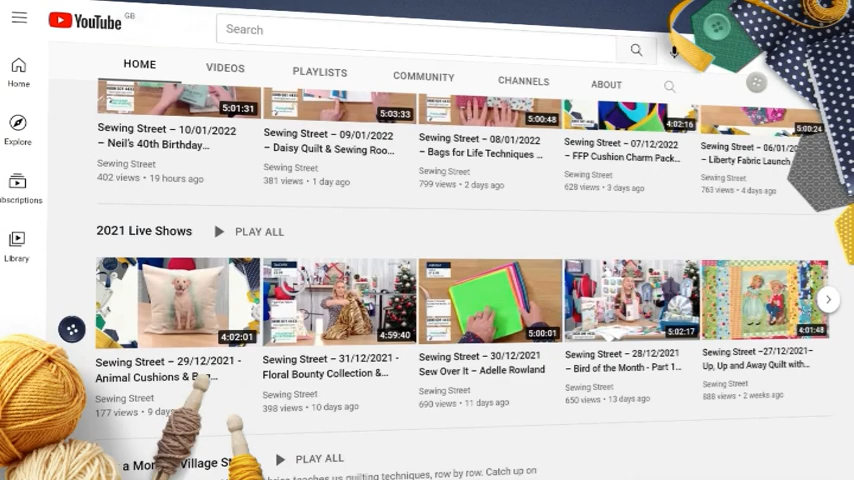 YouTube GB
Search
HOME VIDEOS PLAYLISTS COMMUNITY CHANNELS ABOUT
Home
Explore
Library
5:01:31
5:03:33
5:00:48
4:02:16
5:00:24
Sewing Street – 10/01/2022
– Neil's 40th Birthday...
Sewing Street
402 views • 19 hours ago
Sewing Street – 09/01/2022
– Daisy Quilt & Sewing Roo...
Sewing Street
381 views • 1 day ago
Sewing Street – 08/01/2022
– Bags for Life Techniques ...
Sewing Street
799 views • 2 days ago
Sewing Street – 07/12/2022
– FFP Cushion Charm Pack...
Sewing Street
628 views • 3 days ago
Sewing Street – 06/01/20
– Liberty Fabric Launch
Sewing Street
763 views • 4 days ago
2021 Live Shows PLAY ALL
4:02:01
4:59:40
5:00:01
5:02:17
4:01:48
Sewing Street – 29/12/2021 -
Animal Cushions & B
Sewing Street
177 views • 9 days
Sewing Street – 31/12/2021 -
Floral Bounty Collection &...
Sewing Street
398 views • 10 days ago
Sewing Street – 30/12/2021
Sew Over It – Adelle Rowland
Sewing Street
690 views • 11 days ago
Sewing Street – 28/12/2021
– Bird of the Month - Part 1...
Sewing Street
650 views • 13 days ago
Sewing Street –27/12/2021–
Up, Up and Away Quilt with...
Sewing Street
888 views • 2 weeks ago
a Mo Village St PLAY ALL
teaches us quilting techniques, row by row. Catch up on